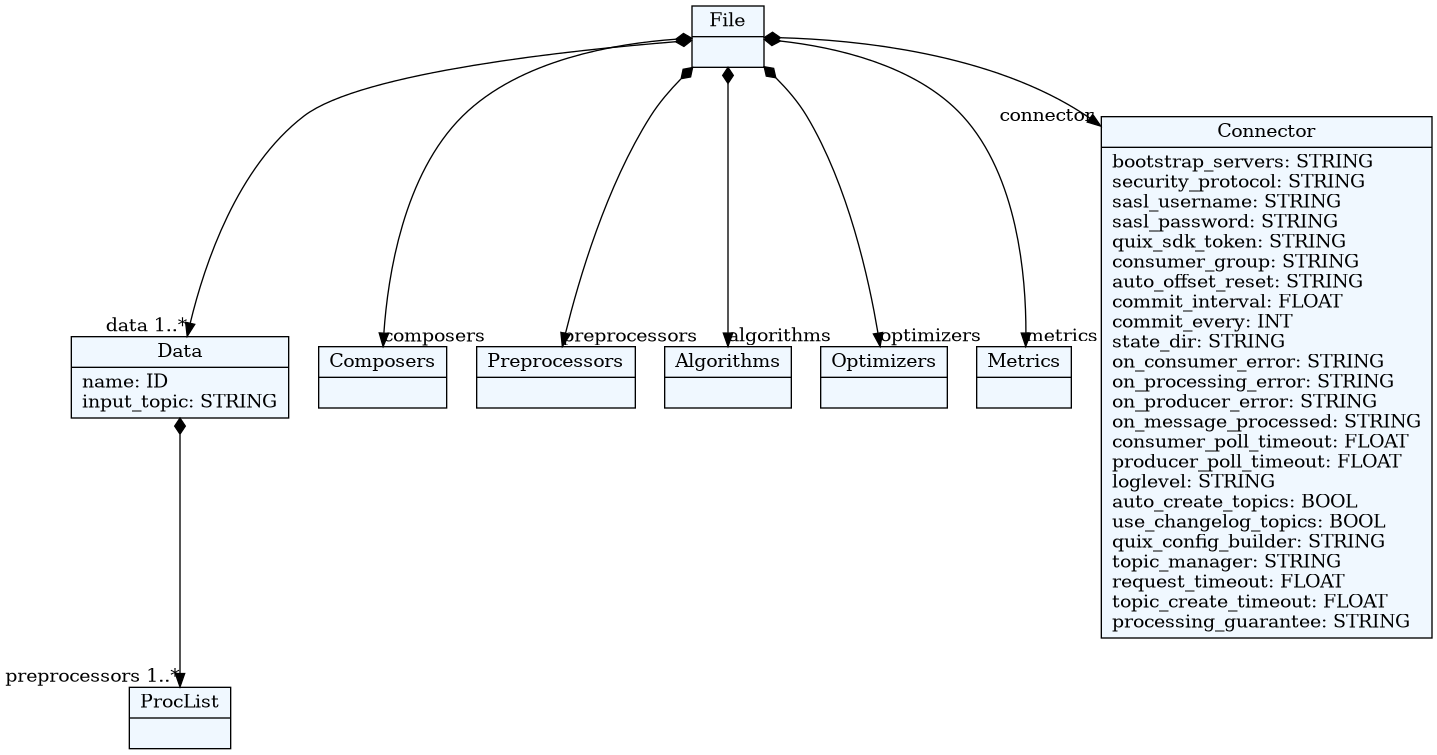 File
connector
Connector
bootstrap_servers: STRING
security_protocol: STRING
sasl_username: STRING
sasl_password: STRING
quix_sdk_token: STRING
consumer_group: STRING
auto_offset_reset: STRING
commit_interval: FLOAT
commit_every: INT
state_dir: STRING
on_consumer_error: STRING
on_processing_error: STRING
on_producer_error: STRING
on_message_processed: STRING
consumer_poll_timeout: FLOAT
producer_poll_timeout: FLOAT
loglevel: STRING
auto_create_topics: BOOL
use_changelog_topics: BOOL
quix_config_builder: STRING
topic_manager: STRING
request_timeout: FLOAT
topic_create_timeout: FLOAT
processing_guarantee: STRING
data 1..*
Data
name: ID
input_topic: STRING
composers
Composers
preprocessors
Preprocessors
algorithms
Algorithms
optimizers
Optimizers
metrics
Metrics
preprocessors 1..*
ProcList